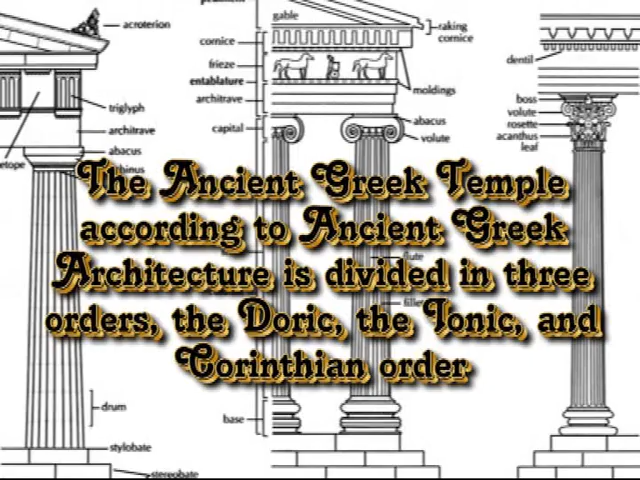 acroterion
gable
raking
cornice
cornice
frieze
dentil
entablature
moldings
triglyph
architrave
boss
volute
rosette
acanthus
leaf
architrave
capital
abacus
volute
abacus
The Ancient Greek Temple
according to Ancient Greek
Architecture is divided in three
orders, the Doric, the Ionic, and
Corinthian order
drum
base
stylobate
stereobate